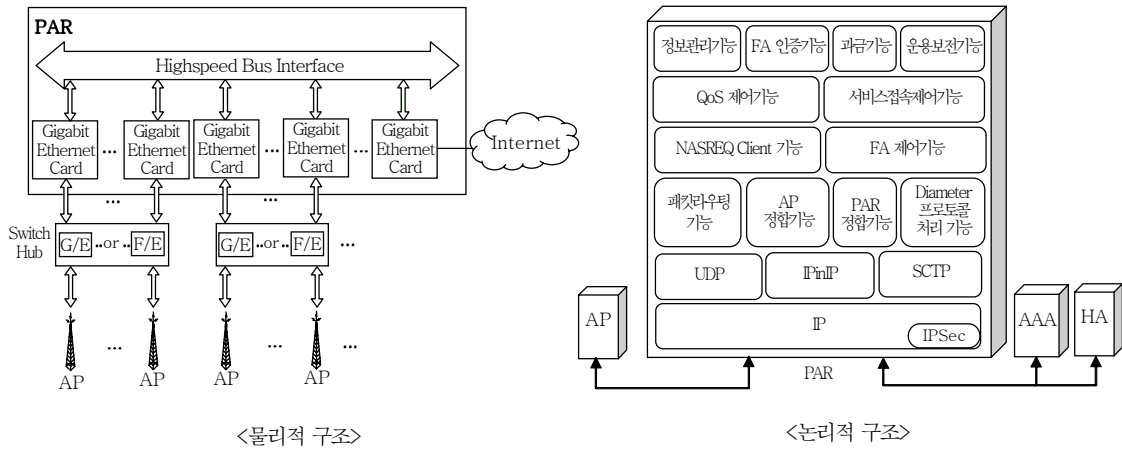 PAR
Highspeed Bus Interface
Gigabit Ethernet Card
...
Gigabit Ethernet Card
Gigabit Ethernet Card
...
Gigabit Ethernet Card
...
Gigabit Ethernet Card
Internet
...
...
Switch Hub
G/E ..or .. F/E
G/E ..or .. F/E
...
...
...
...
AP
AP
AP
AP
<물리적 구조>
정보관리기능
FA 인증기능
과금기능
운용보전기능
QoS 제어기능
서비스접속제어기능
NASREQ Client 기능
FA 제어기능
패킷라우팅 기능
AP 정합기능
PAR 정합기능
Diameter 프로토콜 처리 기능
UDP
IPinIP
SCTP
IP
IPSec
AP
AAA
HA
PAR
<논리적 구조>